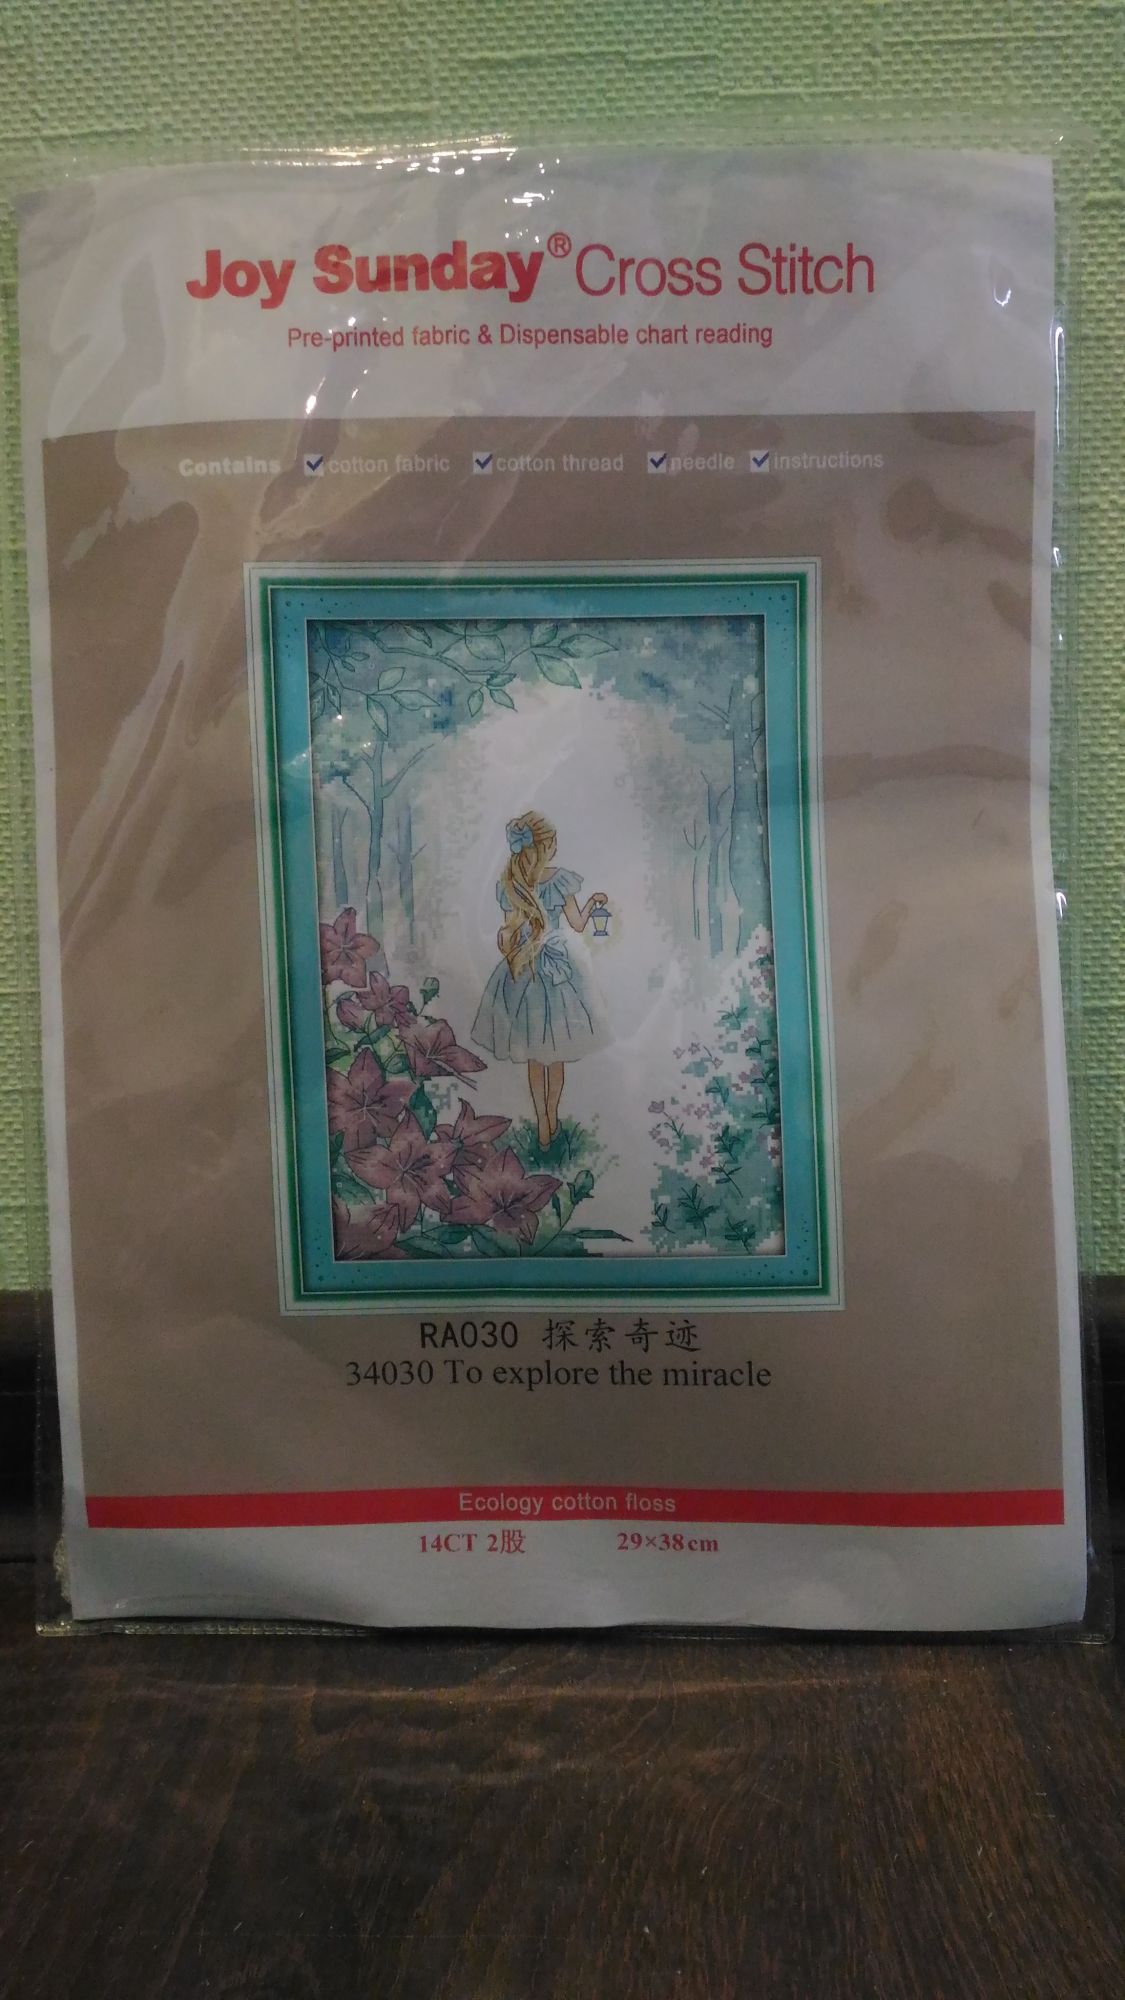 Joy Sunday® Cross Stitch
Pre-printed fabric & Dispensable chart reading
Contains cotton fabric cotton thread needle instructions
RA030 探索奇迹
34030 To explore the miracle
Ecology cotton floss
14CT 2股 29×38cm